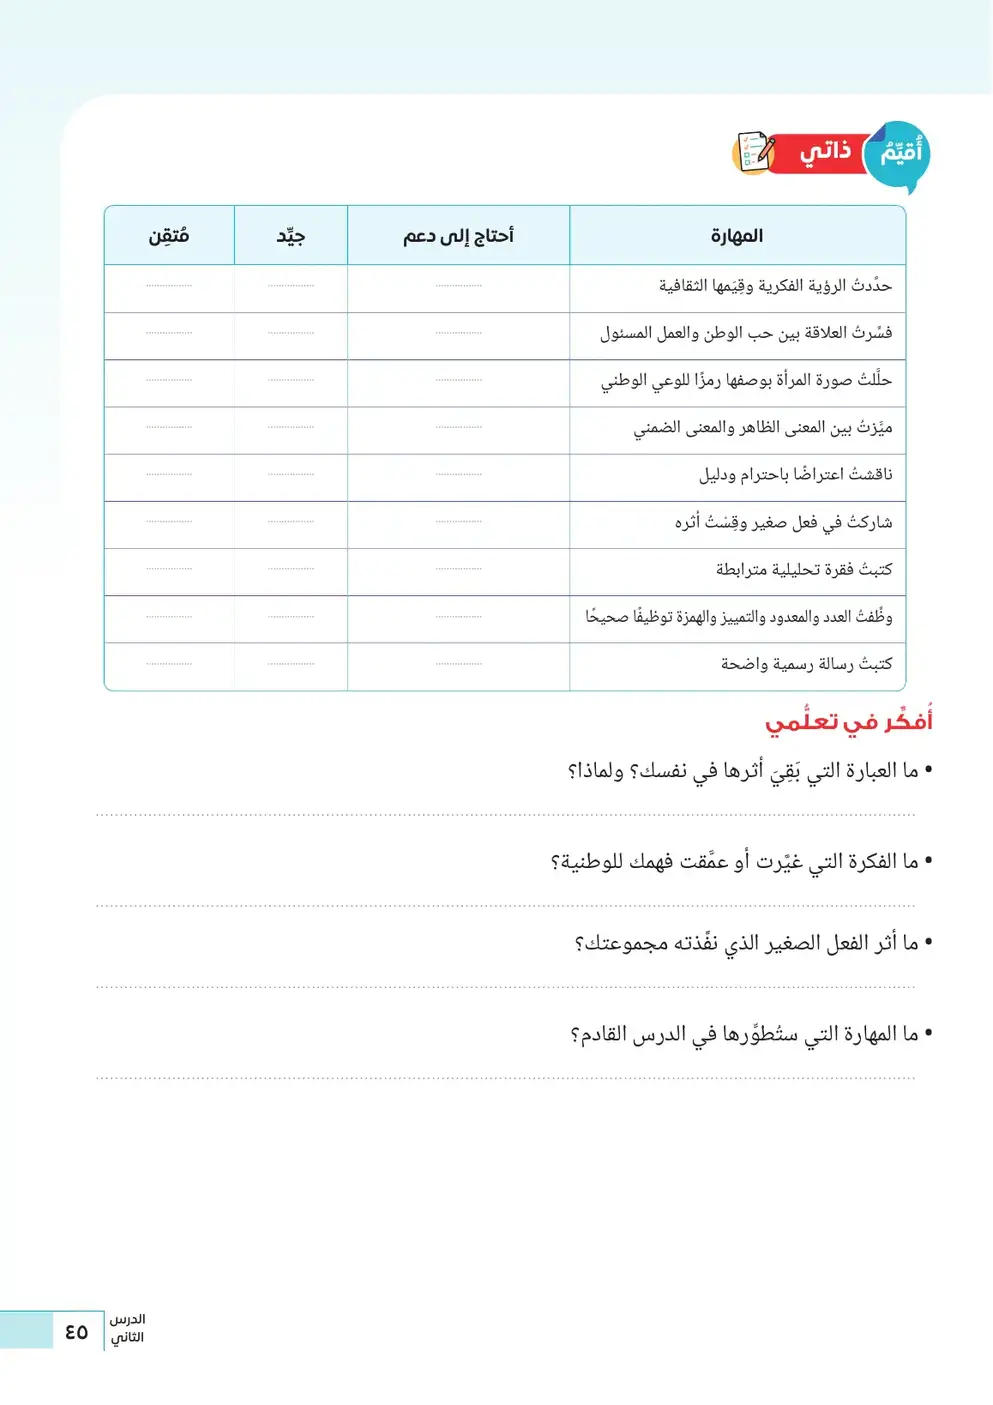 أُقيِّمُ ذاتي
المهارة أحتاج إلى دعم جيِّد مُتقِن
حدَّدتُ الرؤية الفكرية وقِيَمها الثقافية
فسَّرتُ العلاقة بين حب الوطن والعمل المسئول
حلَّلتُ صورة المرأة بوصفها رمزًا للوعي الوطني
ميَّزتُ بين المعنى الظاهر والمعنى الضمني
ناقشتُ اعتراضًا باحترام ودليل
شاركتُ في فعل صغير وقِسْتُ أثره
كتبتُ فقرة تحليلية مترابطة
وظَّفتُ العدد والمعدود والتمييز والهمزة توظيفًا صحيحًا
كتبتُ رسالة رسمية واضحة
أُفكِّر في تعلُّمي
• ما العبارة التي بَقِيَ أثرها في نفسك؟ ولماذا؟
• ما الفكرة التي غيَّرت أو عمَّقت فهمك للوطنية؟
• ما أثر الفعل الصغير الذي نفَّذته مجموعتك؟
• ما المهارة التي ستُطوِّرها في الدرس القادم؟
الدرس
الثاني
٤٥